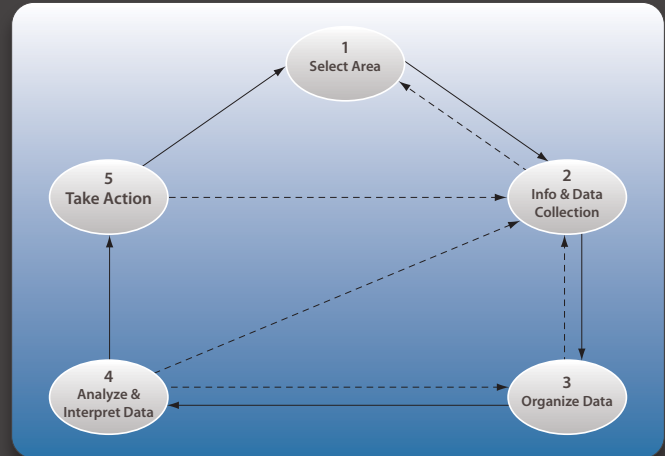 1
Select Area
2
Info & Data
Collection
3
Organize Data
4
Analyze &
Interpret Data
5
Take Action